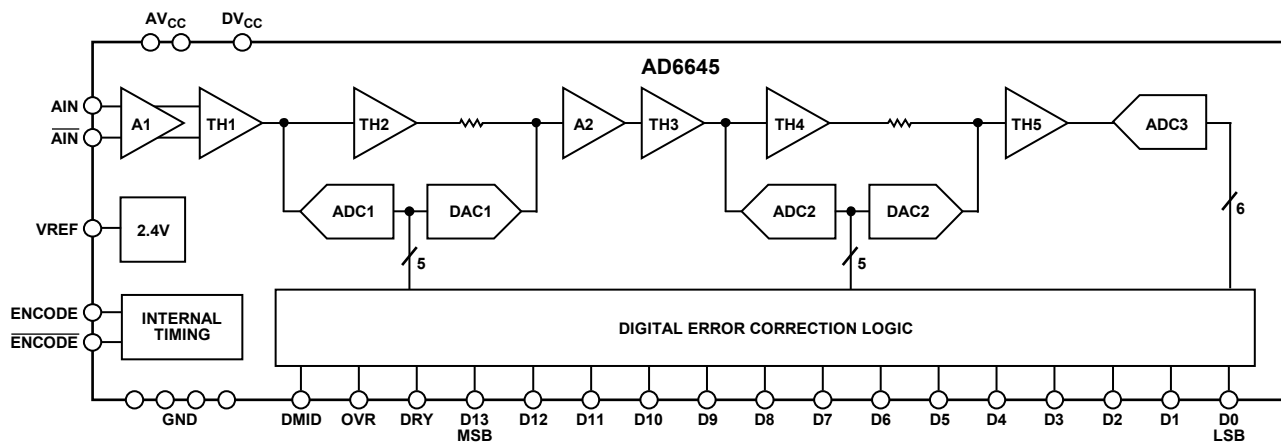 AVCC DVCC
AD6645
AIN
A1 TH1 TH2 A2 TH3 TH4 TH5 ADC3
AIN
ADC1 DAC1 ADC2 DAC2
VREF 2.4V
5 5 6
ENCODE
INTERNAL
TIMING
ENCODE
DIGITAL ERROR CORRECTION LOGIC
GND DMID OVR DRY D13 D12 D11 D10 D9 D8 D7 D6 D5 D4 D3 D2 D1 D0
MSB LSB